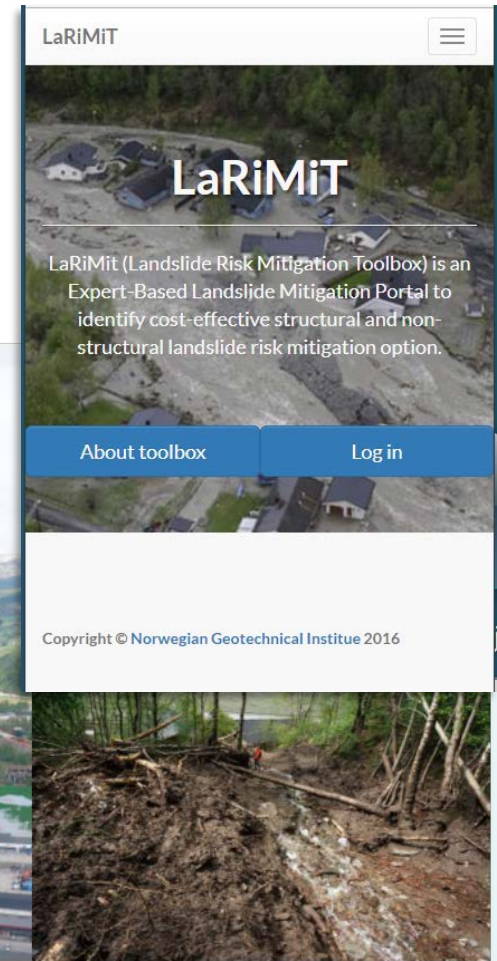 LaRiMiT
LaRiMiT
LaRiMit (Landslide Risk Mitigation Toolbox) is an
Expert-Based Landslide Mitigation Portal to
identify cost-effective structural and non-
structural landslide risk mitigation option.
About toolbox
Log in
Copyright © Norwegian Geotechnical Institue 2016